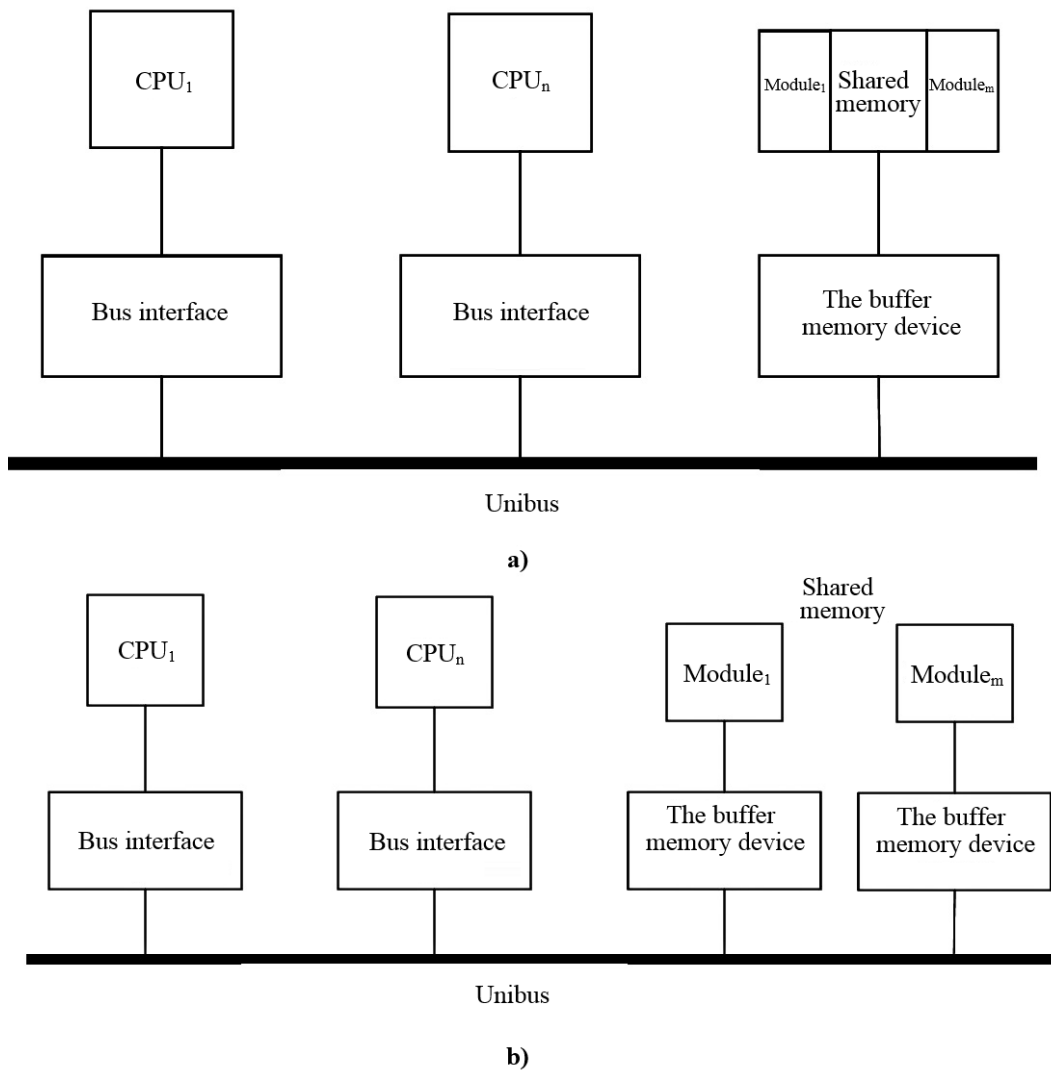 CPU₁
CPUₙ
Module₁
Shared
memory
Moduleₘ
Bus interface
Bus interface
The buffer
memory device
Unibus
a)
Shared
memory
CPU₁
CPUₙ
Module₁
Moduleₘ
Bus interface
Bus interface
The buffer
memory device
The buffer
memory device
Unibus
b)